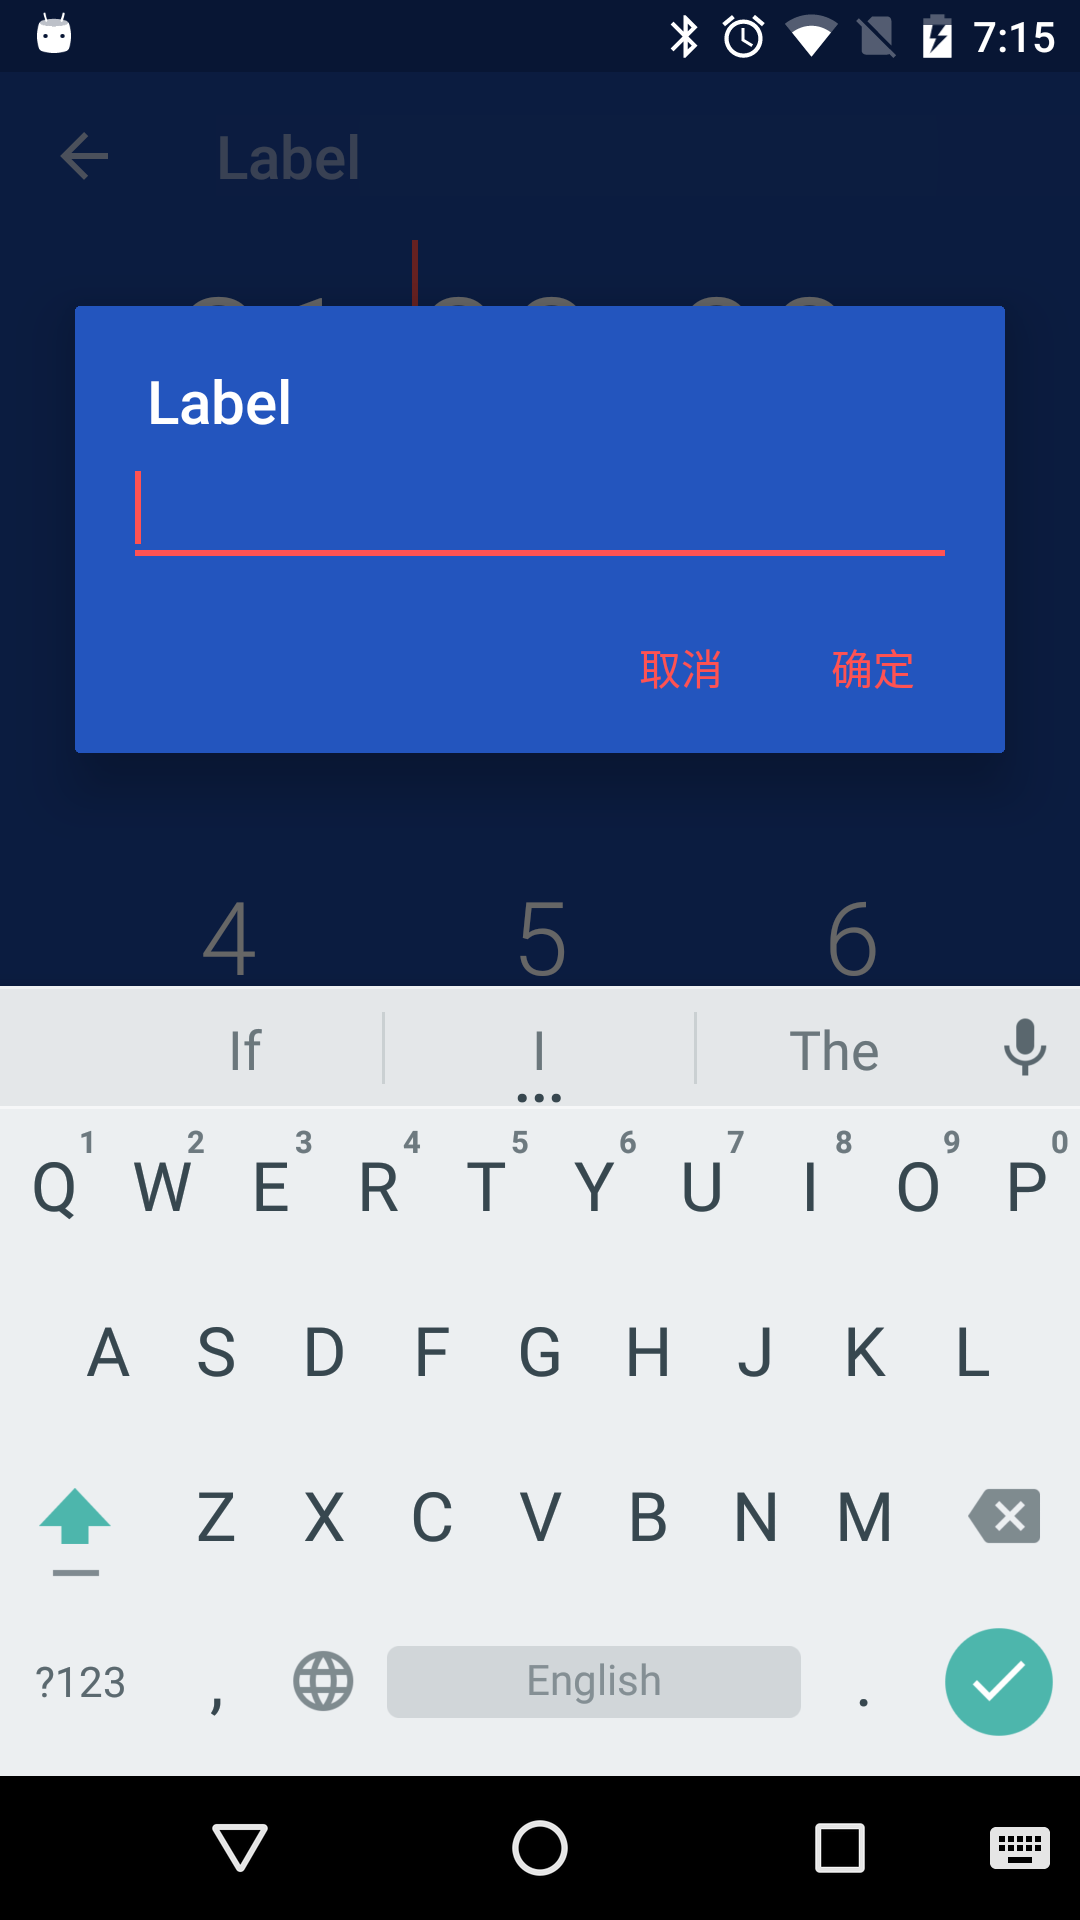 7:15
Label
Label
取消 确定
4 5 6
If I The
1 2 3 4 5 6 7 8 9 0
Q W E R T Y U I O P
A S D F G H J K L
Z X C V B N M
?123 , English .